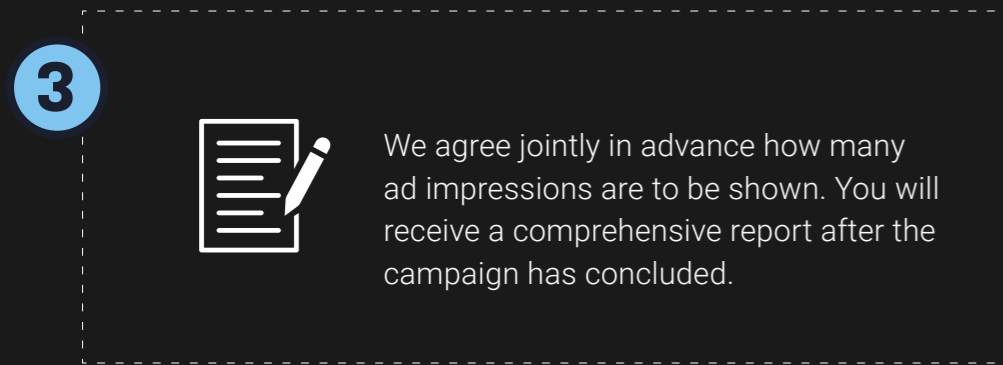 3
We agree jointly in advance how many
ad impressions are to be shown. You will
receive a comprehensive report after the
campaign has concluded.